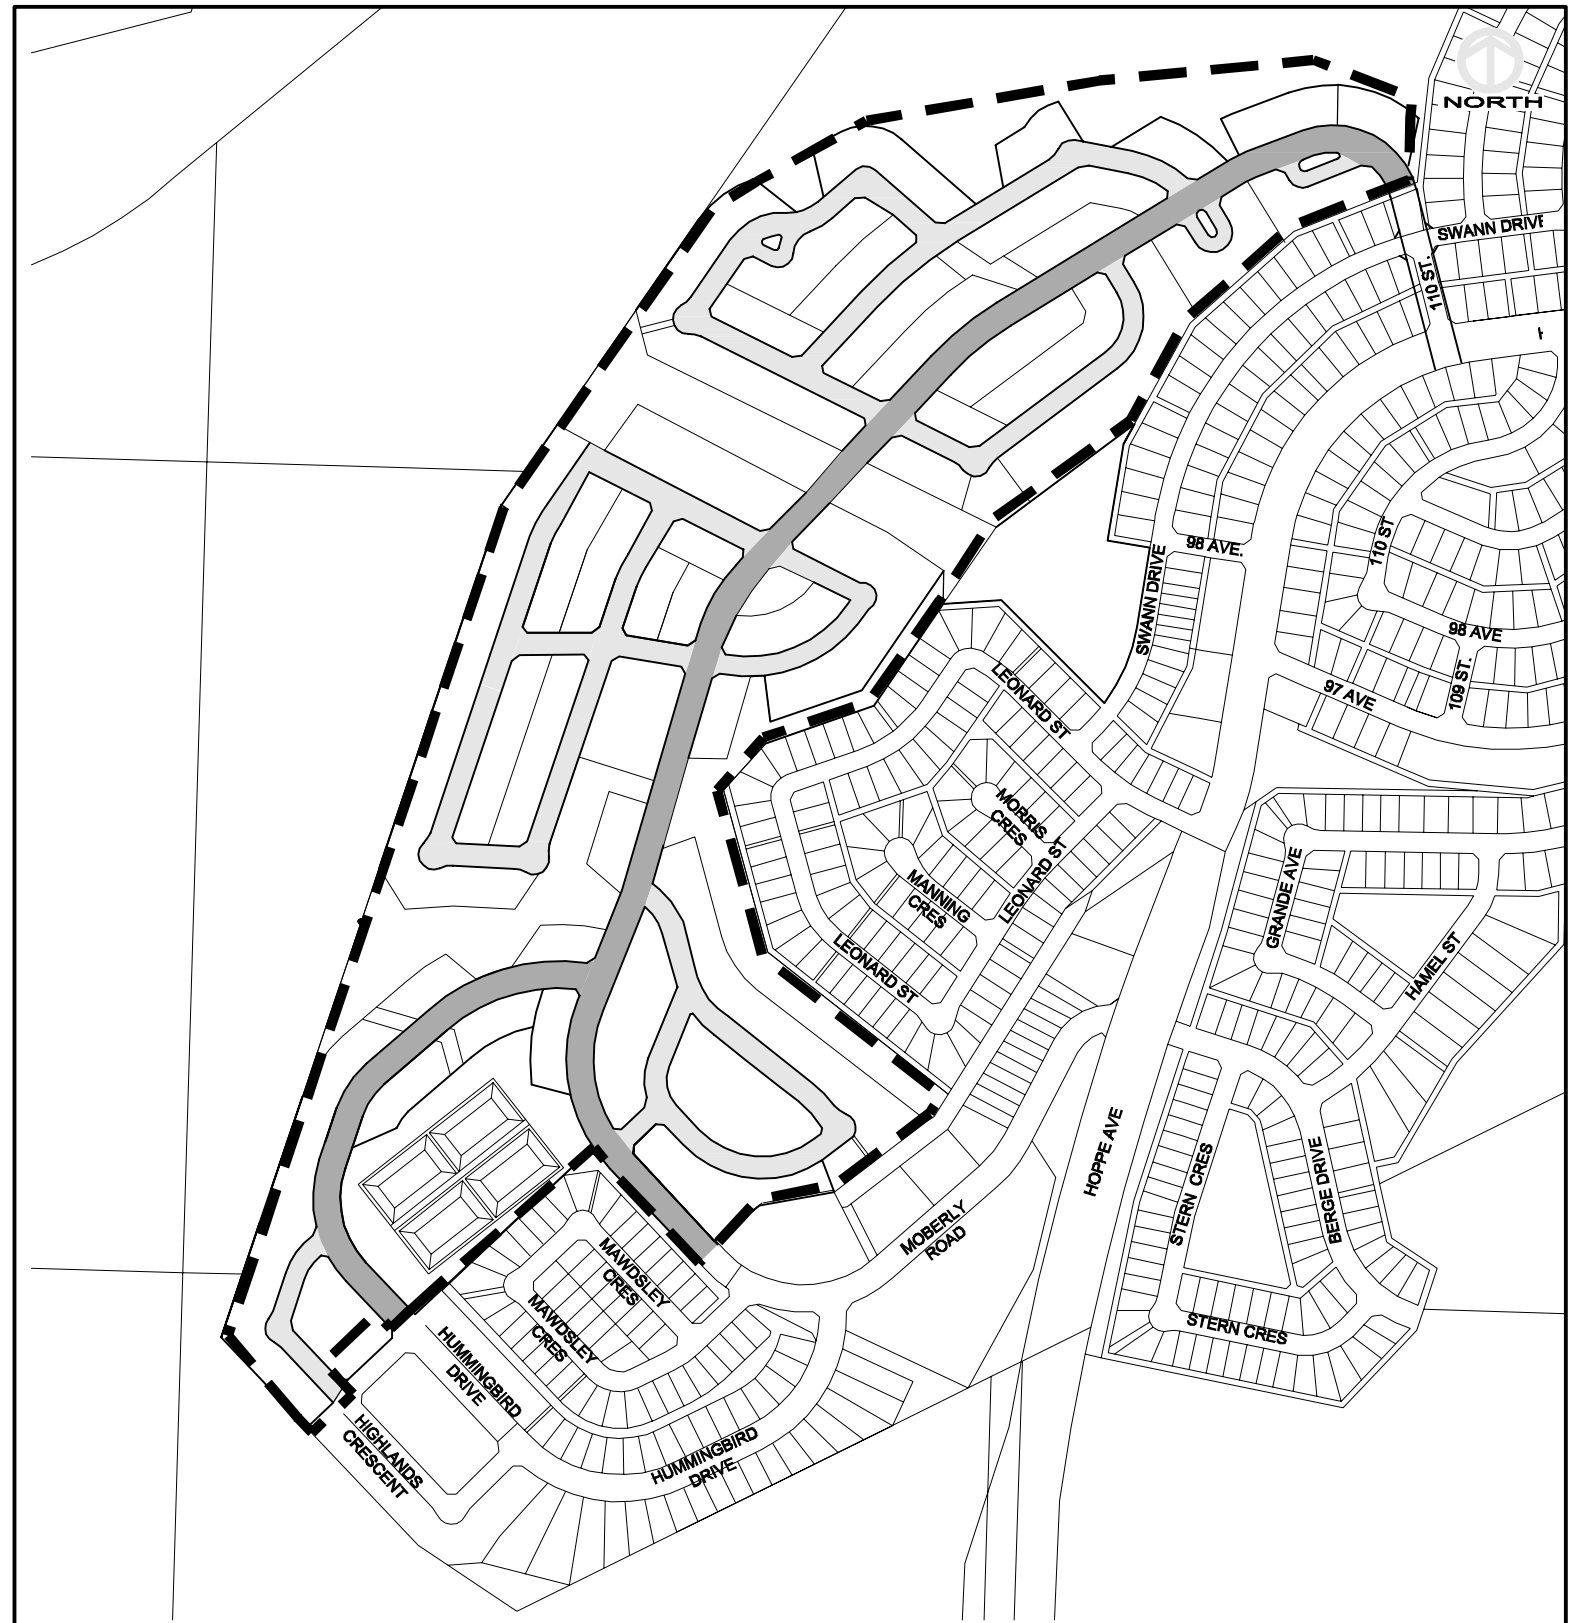 NORTH
SWANN DRIVE
110 ST.
98 AVE.
110 ST
SWANN DRIVE
98 AVE
109 ST.
97 AVE
LEONARD ST
MORRIS
CRES
LEONARD ST
MANNING
CRES
LEONARD ST
GRANDE AVE
HAMEL ST
HOPPE AVE
STERN CRES
BERGE DRIVE
MOBERLY
ROAD
MAWDSLEY
CRES
MAWDSLEY
CRES
STERN CRES
HUMMINGBIRD
DRIVE
HIGHLANDS
CRESCENT
HUMMINGBIRD
DRIVE